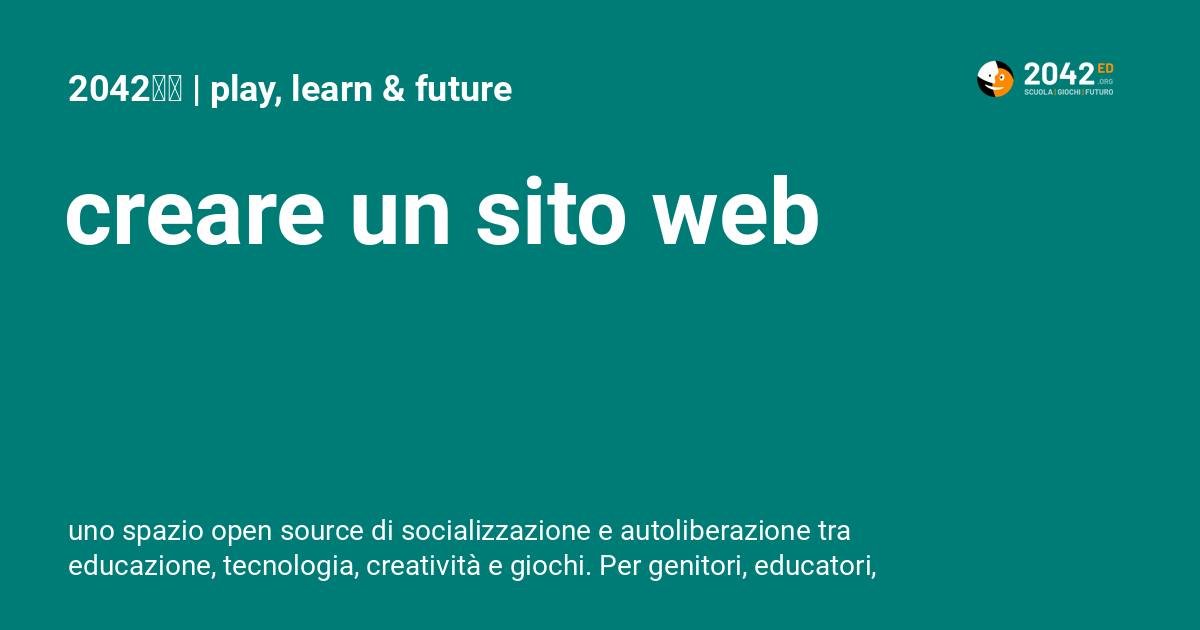 2042 | play, learn & future
2042 ED
.ORG
SCUOLA | GIOCHI | FUTURO
creare un sito web
uno spazio open source di socializzazione e autoliberazione tra
educazione, tecnologia, creatività e giochi. Per genitori, educatori,